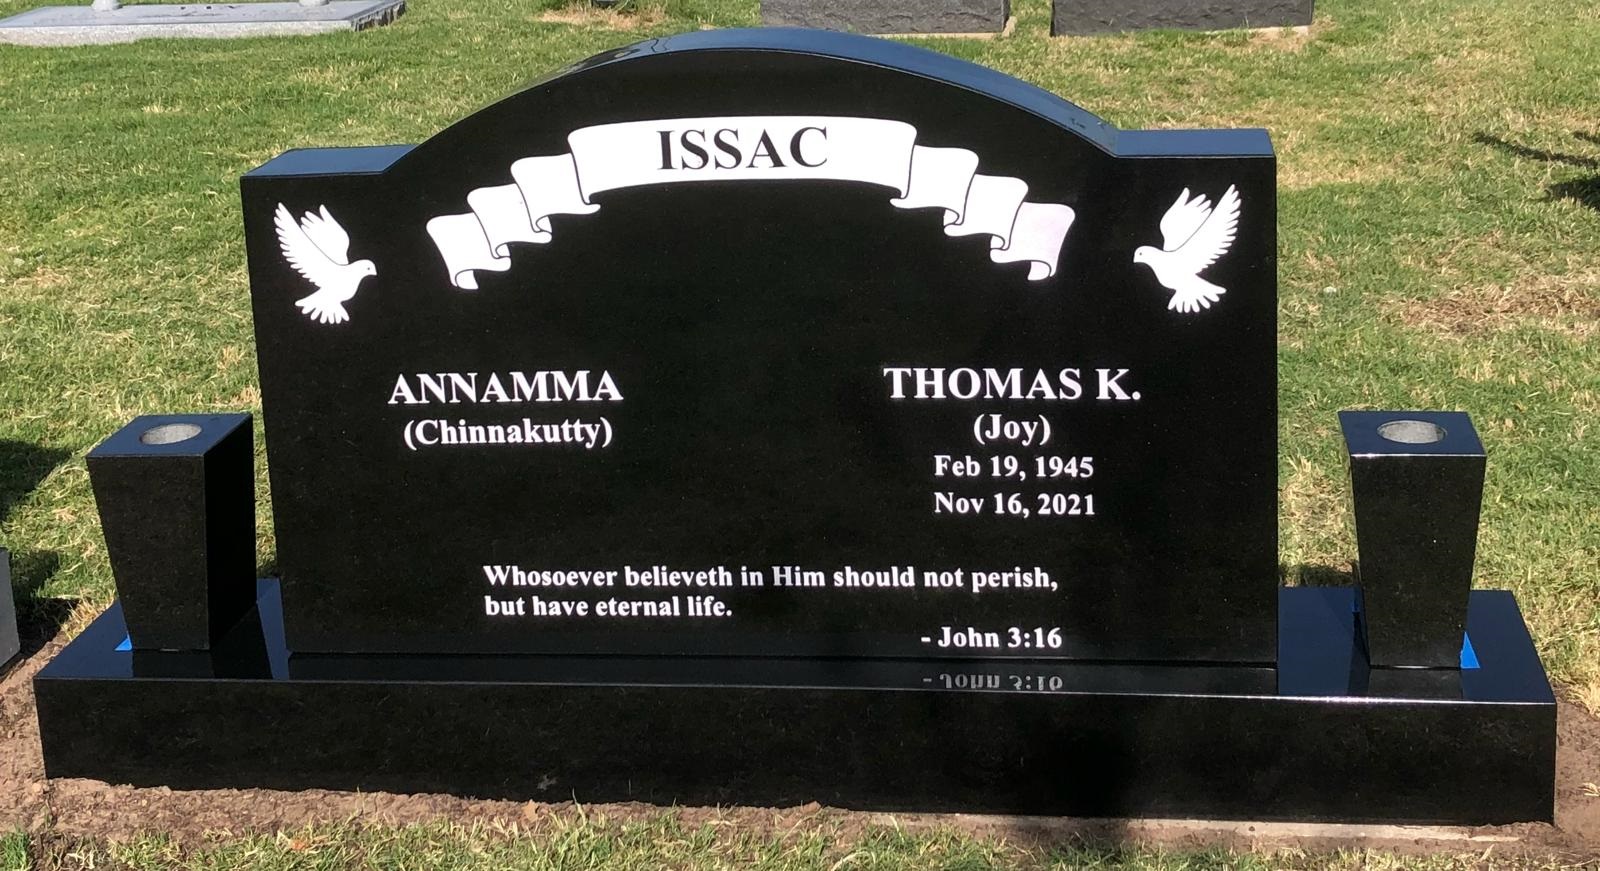 ISSAC
ANNAMMA
(Chinnakutty)
THOMAS K.
(Joy)
Feb 19, 1945
Nov 16, 2021
Whosoever believeth in Him should not perish,
but have eternal life.
- John 3:16